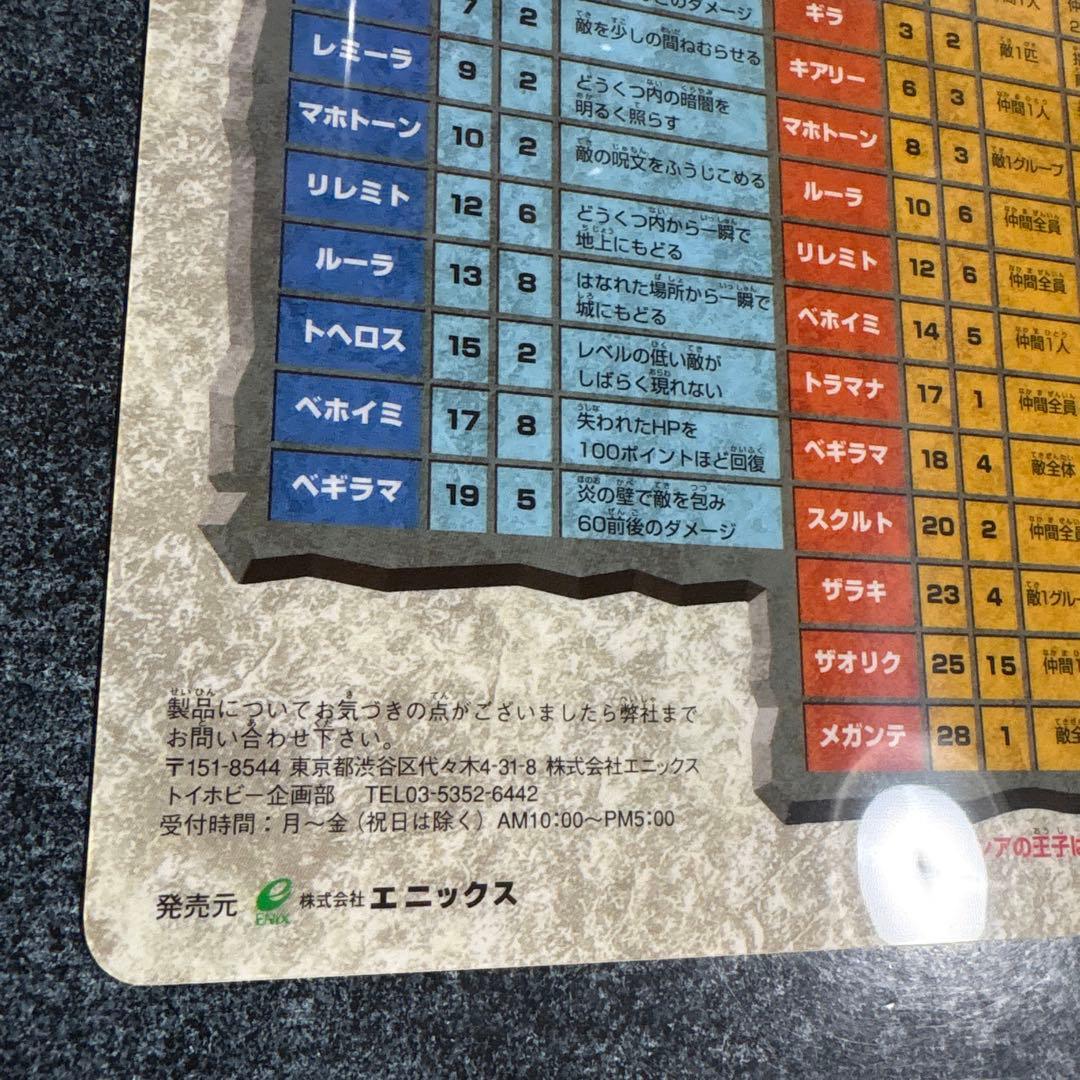 7 2 のダメージ
敵を少しの間ねむらせる
レミーラ 9 2 どうくつ内の暗闇を
明るく照らす
マホトーン 10 2 敵の呪文をふうじこめる
リレミト 12 6 どうくつ内から一瞬で
地上にもどる
ルーラ 13 8 はなれた場所から一瞬で
城にもどる
トヘロス 15 2 レベルの低い敵が
しばらく現れない
ベホイミ 17 8 失われたHPを
100ポイントほど回復
ベギラマ 19 5 炎の壁で敵を包み
60前後のダメージ
ギラ 3 2 敵1匹
キアリー 6 3 仲間1人
マホトーン 8 3 敵1グループ
ルーラ 10 6 仲間全員
リレミト 12 6 仲間全員
ベホイミ 14 5 仲間1人
トラマナ 17 1 仲間全員
ベギラマ 18 4 敵全体
スクルト 20 2 仲間全員
ザラキ 23 4 敵1グルー
ザオリク 25 15 仲間1
メガンテ 28 1 敵全
アの王子は
製品についてお気づきの点がございましたら弊社まで
お問い合わせ下さい。
〒151-8544 東京都渋谷区代々木4-31-8 株式会社エニックス
トイホビー企画部 TEL03-5352-6442
受付時間：月～金（祝日は除く）AM10:00～PM5:00
発売元 ENIX 株式会社エニックス